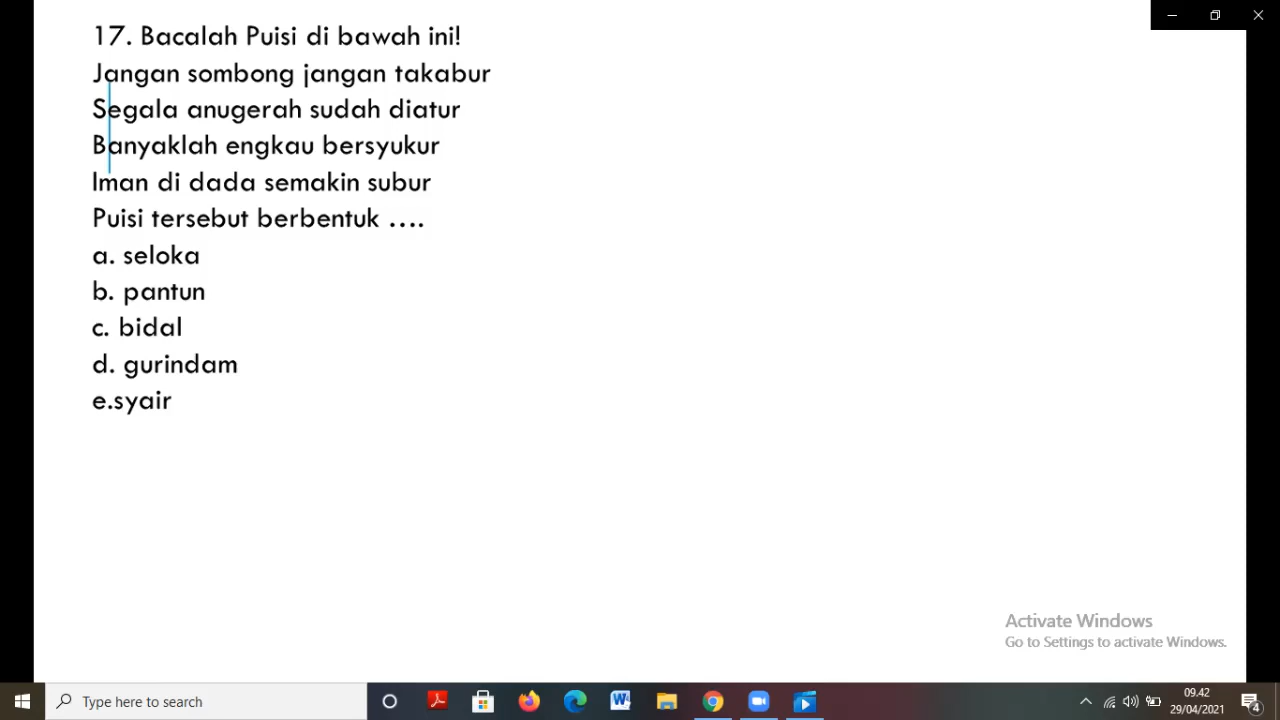 17. Bacalah Puisi di bawah ini!
Jangan sombong jangan takabur
Segala anugerah sudah diatur
Banyaklah engkau bersyukur
Iman di dada semakin subur
Puisi tersebut berbentuk ....
a. seloka
b. pantun
c. bidal
d. gurindam
e.syair
Activate Windows
Go to Settings to activate Windows.
Type here to search
09.42
29/04/2021
4